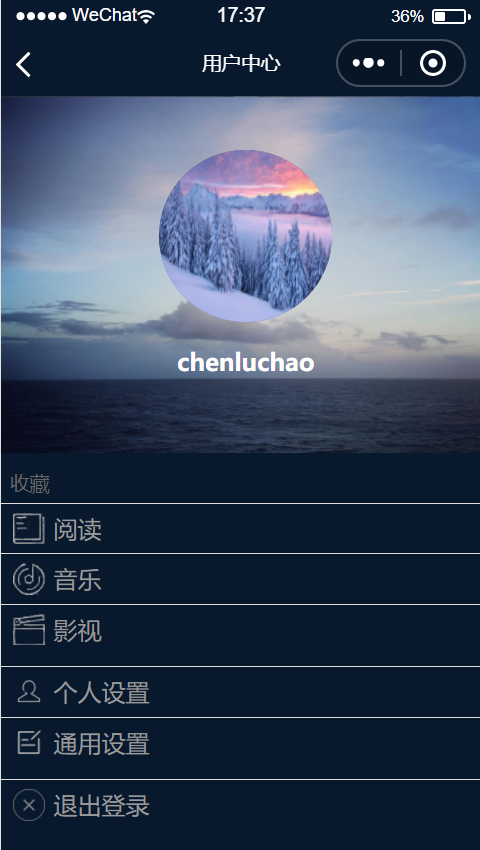 WeChat 17:37 36%
用户中心
chenluchao
收藏
阅读
音乐
影视
个人设置
通用设置
退出登录